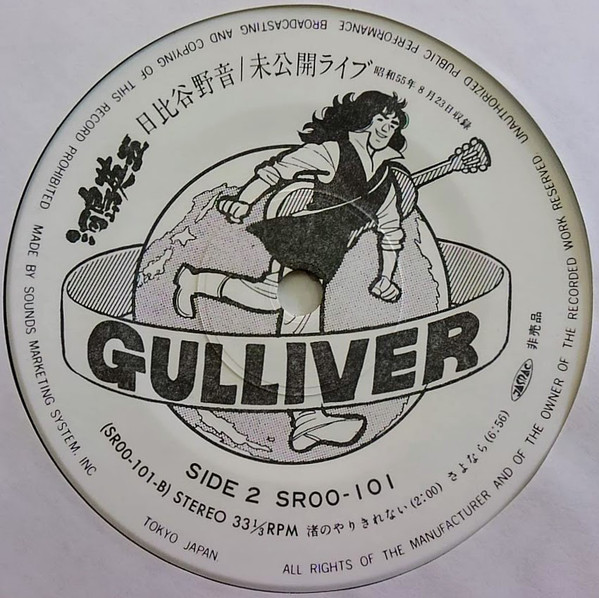 河島英五
日比谷野音/未公開ライブ
昭和55年8月23日収録
GULLIVER
非売品
JASRAC
SIDE 2 SROO-101
(SROO-101-B) STEREO 33⅓RPM 渚のやりきれない(2:00) さよなら(6:56)
ALL RIGHTS OF THE MANUFACTURER AND OF THE OWNER OF THE RECORDED WORK RESERVED. UNAUTHORIZED PUBLIC PERFORMANCE BROADCASTING AND COPYING OF THIS RECORD PROHIBITED
MADE BY SOUNDS MARKETING SYSTEM, INC
TOKYO JAPAN